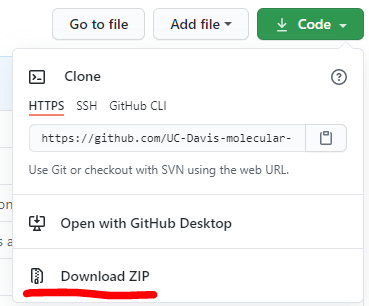 Go to file Add file Code
Clone
HTTPS SSH GitHub CLI
https://github.com/UC-Davis-molecular-
Use Git or checkout with SVN using the web URL.
Open with GitHub Desktop
Download ZIP